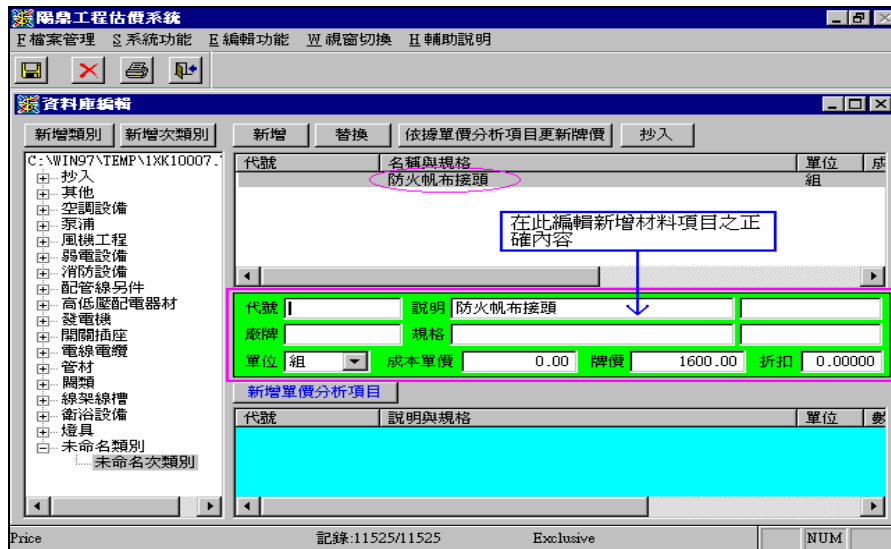 陽鼎工程估價系統
F檔案管理 S系統功能 E編輯功能 W視窗切換 H輔助說明
資料庫編輯
新增類別 新增次類別 新增 替換 依據單價分析項目更新牌價 抄入
C:\WIN97\TEMP\1XK10007.
代號 名稱與規格 單位 成
防火帆布接頭 組
抄入
其他
空調設備
泵浦
風機工程
弱電設備
消防設備
配管線另件
高低壓配電器材
發電機
開關插座
電線電纜
管材
閥類
線架線槽
衛浴設備
燈具
未命名類別
未命名次類別
在此編輯新增材料項目之正
確內容
代號 說明 防火帆布接頭
廠牌 規格
單位 組 成本單價 0.00 牌價 1600.00 折扣 0.00000
新增單價分析項目
代號 說明與規格 單位 數
Price 記錄:11525/11525 Exclusive NUM